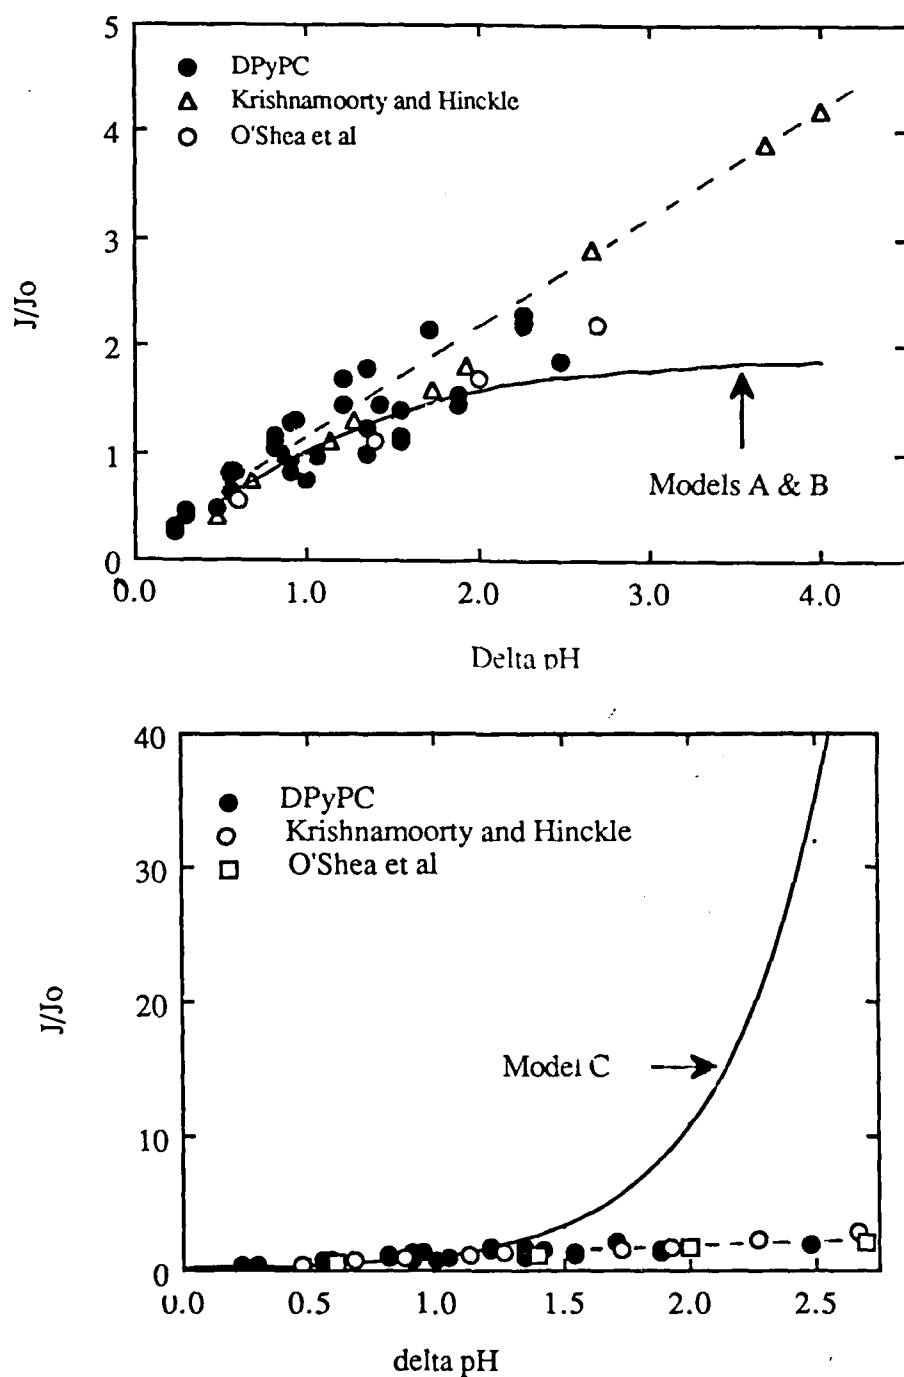 5
DPyPC
Krishnamoorty and Hinckle
O'Shea et al
4
3
J/Jo
2
1
Models A & B
0
0.0 1.0 2.0 3.0 4.0
Delta pH
40
DPyPC
Krishnamoorty and Hinckle
O'Shea et al
30
J/Jo
20
Model C
10
0
0.0 0.5 1.0 1.5 2.0 2.5
delta pH